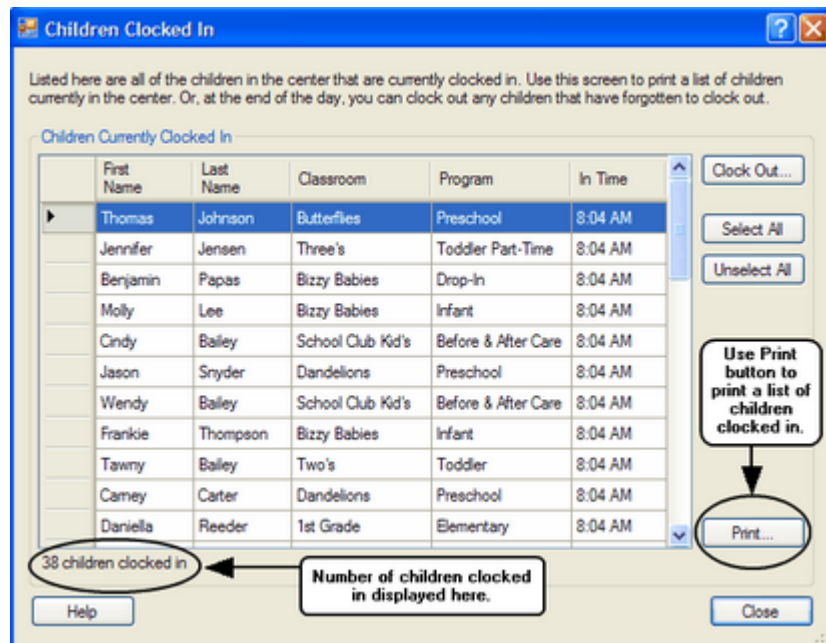 Children Clocked In
Listed here are all of the children in the center that are currently clocked in. Use this screen to print a list of children
currently in the center. Or, at the end of the day, you can clock out any children that have forgotten to clock out.
Children Currently Clocked In
First Name Last Name Classroom Program In Time
Thomas Johnson Butterflies Preschool 8:04 AM
Jennifer Jensen Three's Toddler Part-Time 8:04 AM
Benjamin Papas Bizzy Babies Drop-In 8:04 AM
Molly Lee Bizzy Babies Infant 8:04 AM
Cindy Bailey School Club Kid's Before & After Care 8:04 AM
Jason Snyder Dandelions Preschool 8:04 AM
Wendy Bailey School Club Kid's Before & After Care 8:04 AM
Frankie Thompson Bizzy Babies Infant 8:04 AM
Tawny Bailey Two's Toddler 8:04 AM
Carney Carter Dandelions Preschool 8:04 AM
Daniella Reeder 1st Grade Elementary 8:04 AM
Clock Out...
Select All
Unselect All
Use Print
button to
print a list of
children
clocked in.
Print...
38 children clocked in
Number of children clocked
in displayed here.
Help
Close